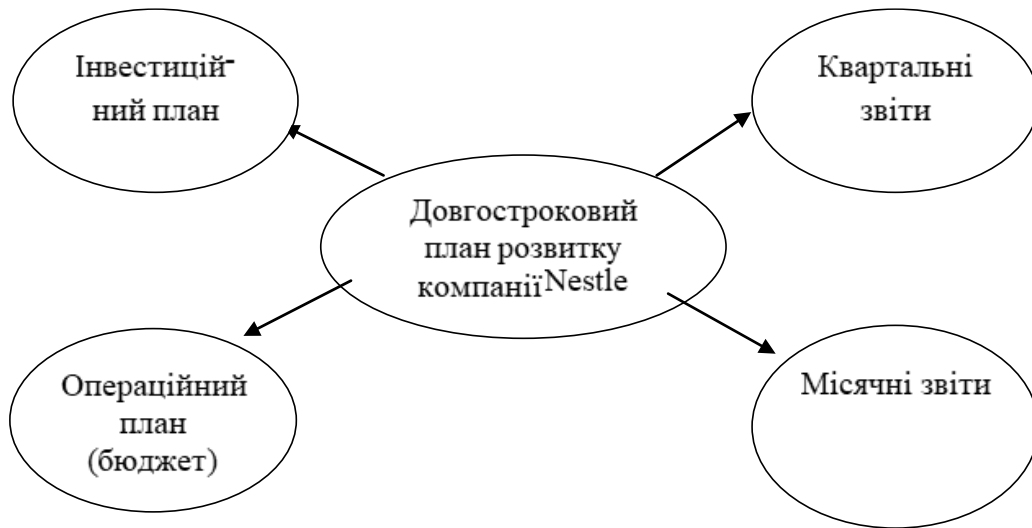 Інвестицій-
ний план
Квартальні
звіти
Довгостроковий
план розвитку
компанії Nestle
Операційний
план
(бюджет)
Місячні звіти